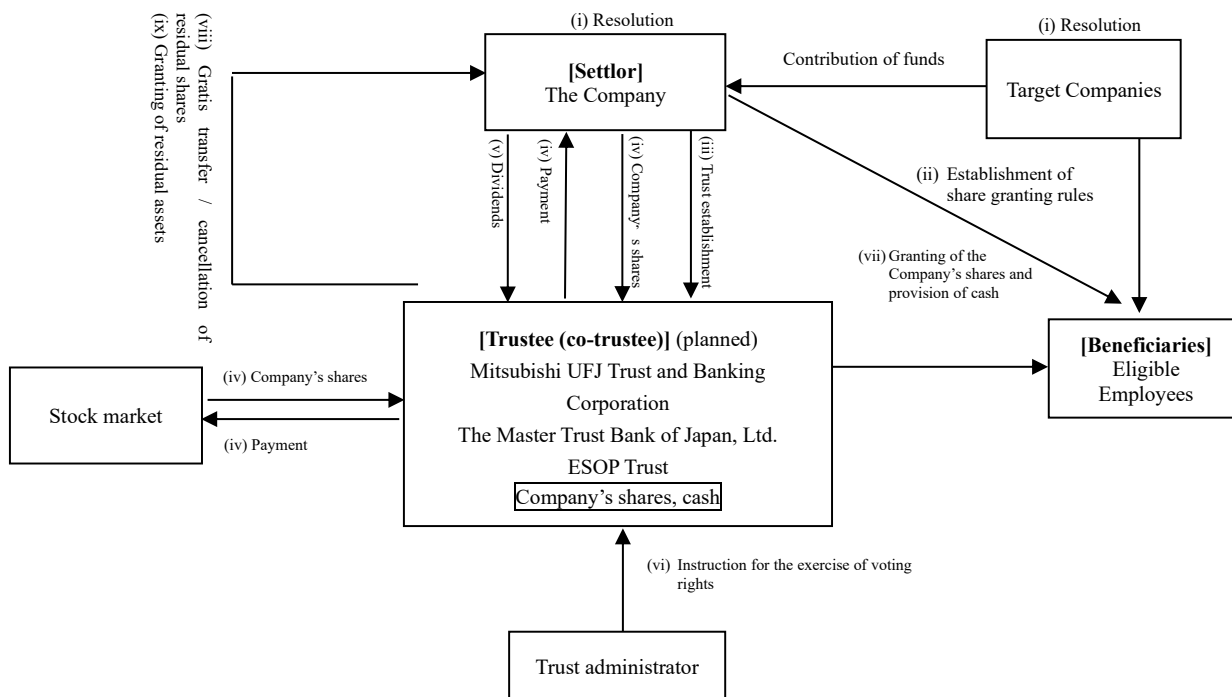 (i) Resolution
[Settlor]
The Company
(i) Resolution
Target Companies
Contribution of funds
(viii) Gratis transfer / cancellation of
residual shares
(ix) Granting of residual assets
(v) Dividends
(iv) Payment
(iv) Company's shares
(iii) Trust establishment
(ii) Establishment of
share granting rules
(vii) Granting of the
Company's shares and
provision of cash
[Trustee (co-trustee)] (planned)
Mitsubishi UFJ Trust and Banking
Corporation
The Master Trust Bank of Japan, Ltd.
ESOP Trust
Company's shares, cash
[Beneficiaries]
Eligible
Employees
Stock market
(iv) Company's shares
(iv) Payment
(vi) Instruction for the exercise of voting
rights
Trust administrator